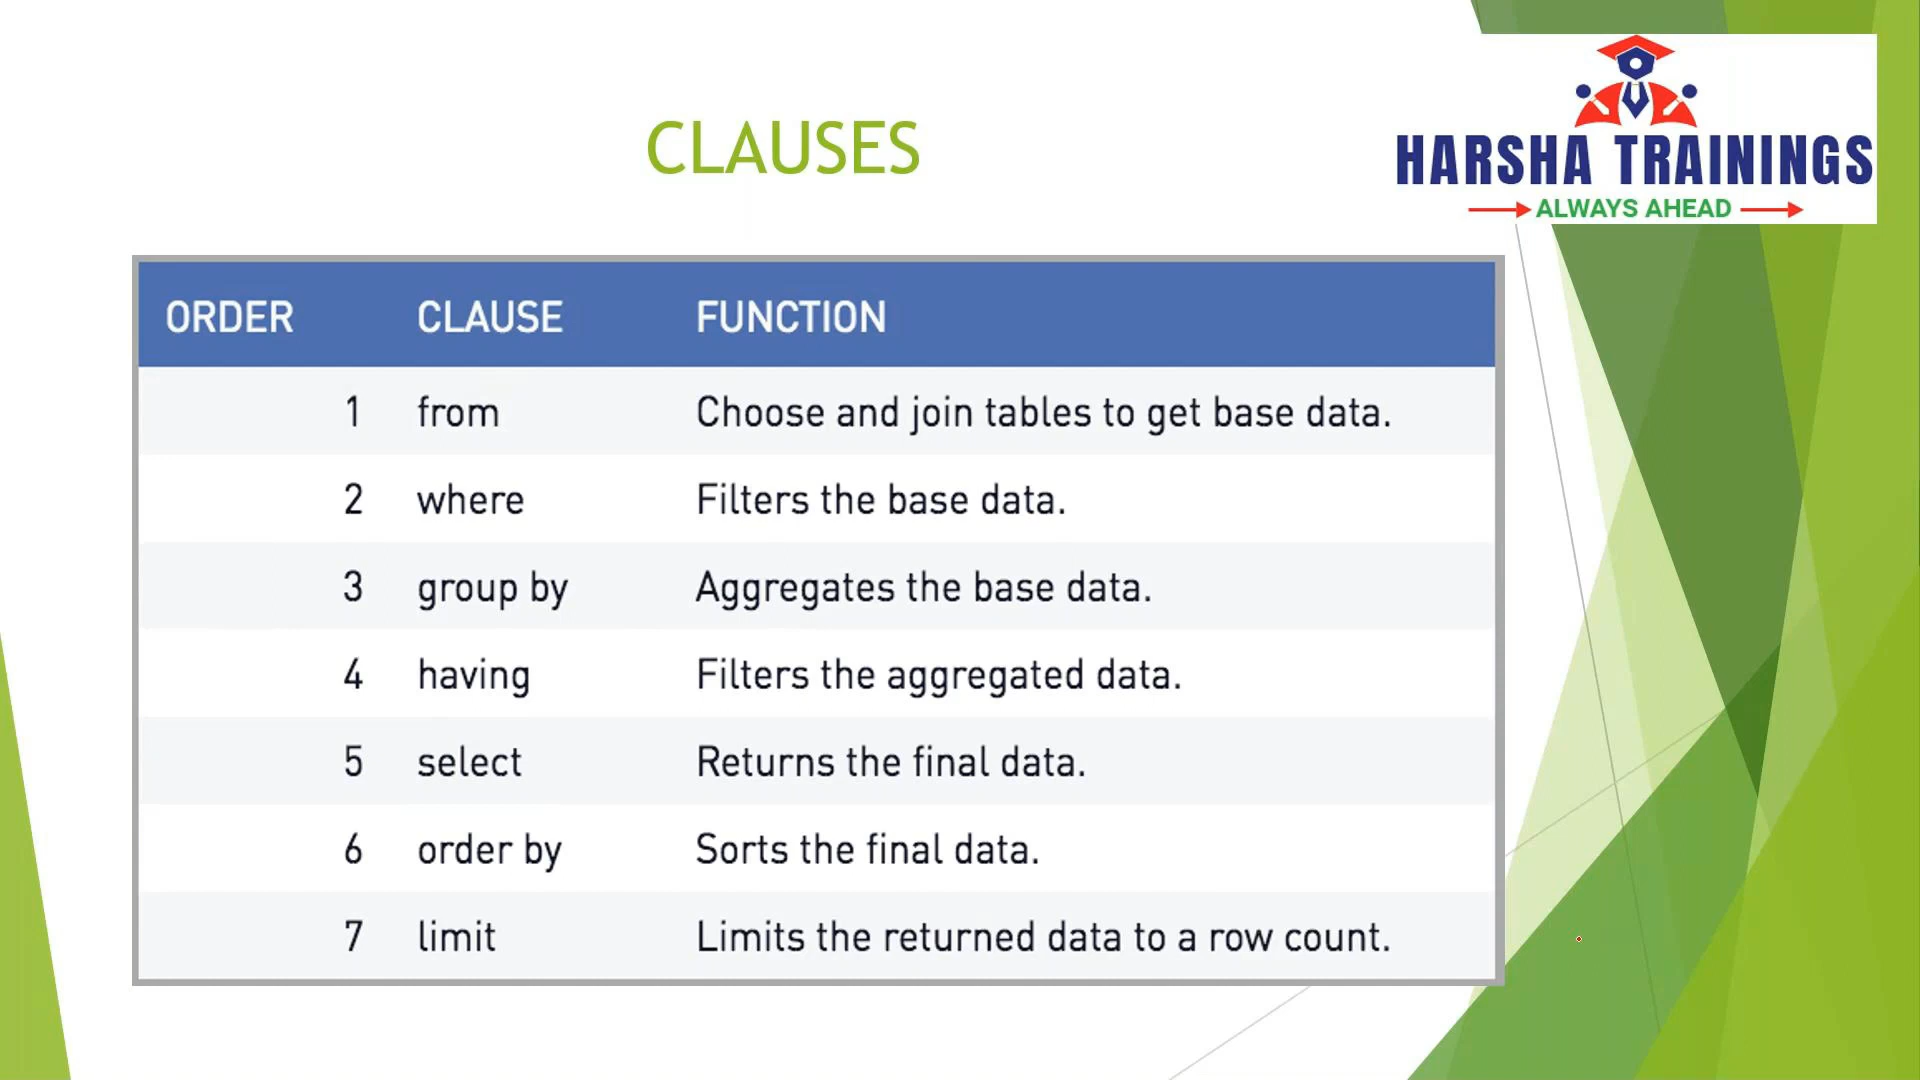 CLAUSES
HARSHA TRAININGS
ALWAYS AHEAD
ORDER CLAUSE FUNCTION
1 from Choose and join tables to get base data.
2 where Filters the base data.
3 group by Aggregates the base data.
4 having Filters the aggregated data.
5 select Returns the final data.
6 order by Sorts the final data.
7 limit Limits the returned data to a row count.